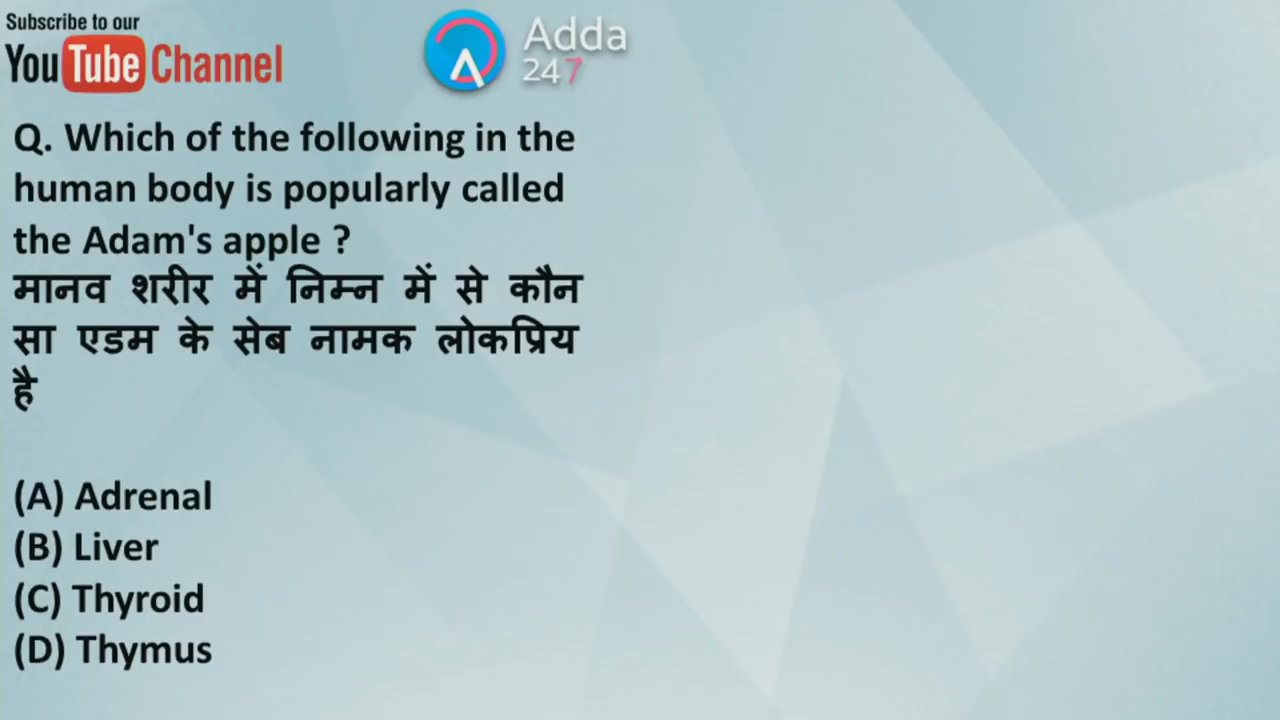 Subscribe to our
YouTube Channel
Adda
247
Q. Which of the following in the
human body is popularly called
the Adam's apple ?
मानव शरीर में निम्न में से कौन
सा एडम के सेब नामक लोकप्रिय
है
(A) Adrenal
(B) Liver
(C) Thyroid
(D) Thymus